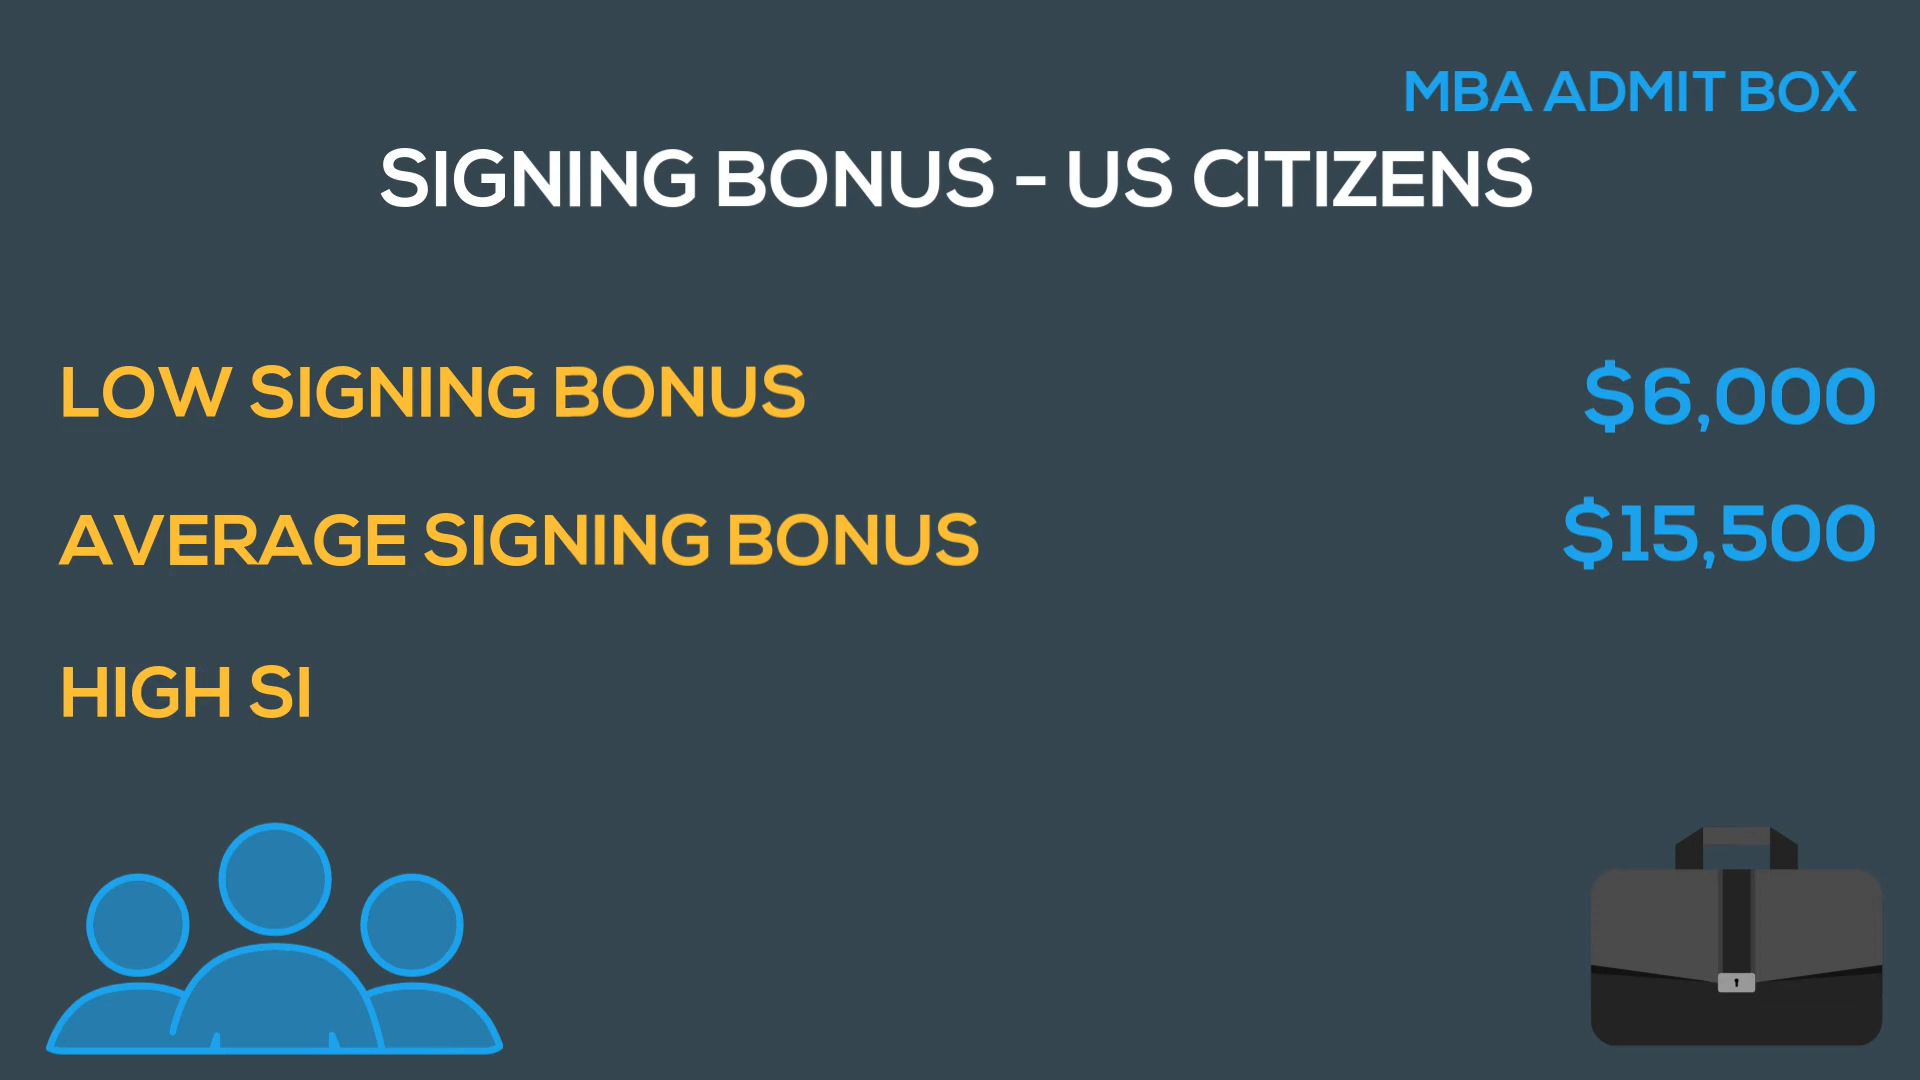 MBA ADMIT BOX
SIGNING BONUS - US CITIZENS
LOW SIGNING BONUS $6,000
AVERAGE SIGNING BONUS $15,500
HIGH SI